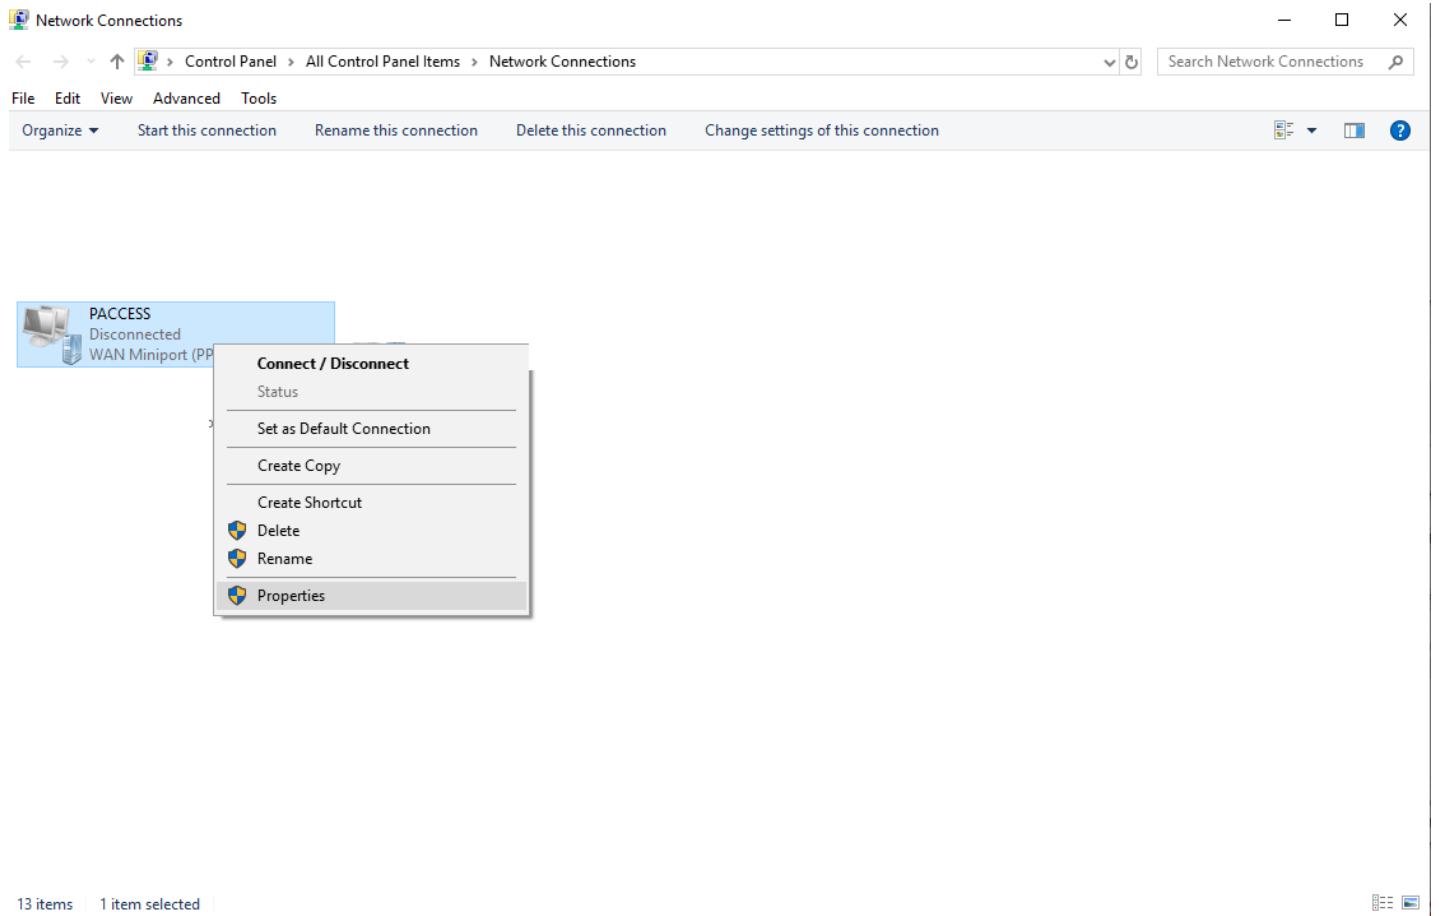 Network Connections
Control Panel > All Control Panel Items > Network Connections
Search Network Connections
File Edit View Advanced Tools
Organize Start this connection Rename this connection Delete this connection Change settings of this connection
PACCESS
Disconnected
WAN Miniport (PP
Connect / Disconnect
Status
Set as Default Connection
Create Copy
Create Shortcut
Delete
Rename
Properties
13 items 1 item selected